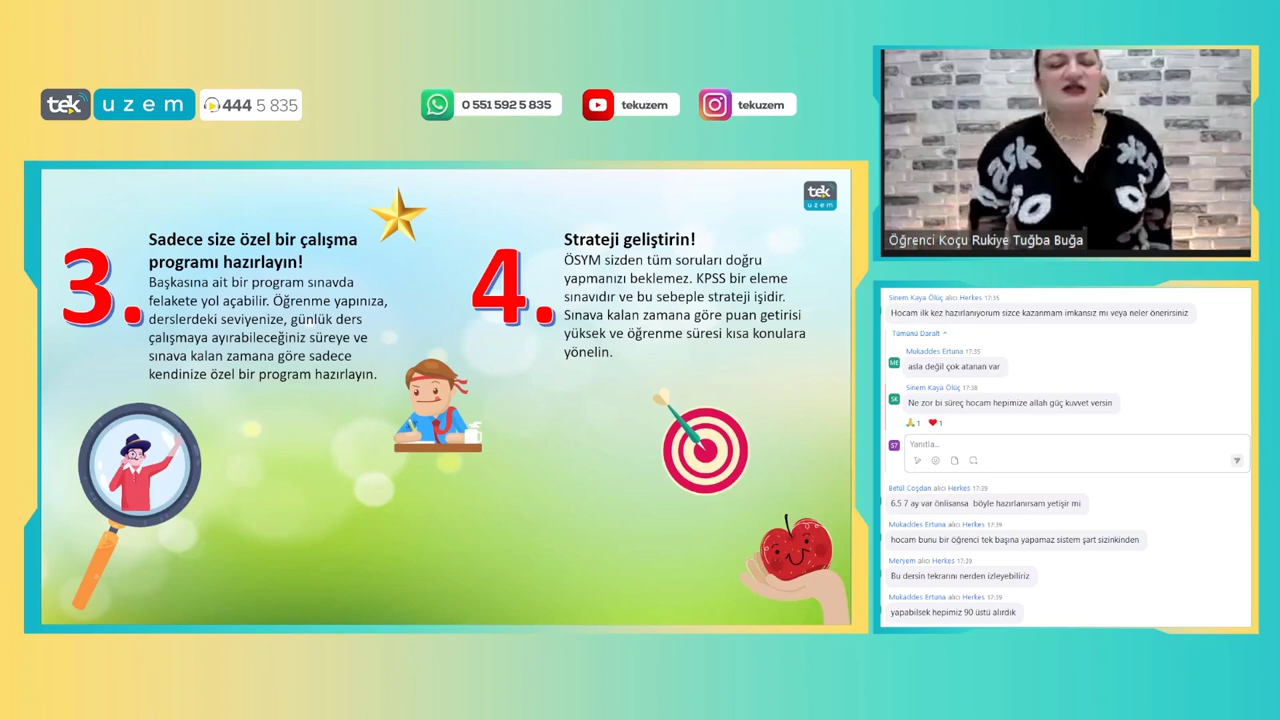 tek uzem 444 5 835
0 551 592 5 835
tekuzem
tekuzem
tek
uzem
3.
Sadece size özel bir çalışma
programı hazırlayın!
Başkasına ait bir program sınavda
felakete yol açabilir. Öğrenme yapınıza,
derslerdeki seviyenize, günlük ders
çalışmaya ayırabileceğiniz süreye ve
sınava kalan zamana göre sadece
kendinize özel bir program hazırlayın.
4.
Strateji geliştirin!
ÖSYM sizden tüm soruları doğru
yapmanızı beklemez. KPSS bir eleme
sınavıdır ve bu sebeple strateji işidir.
Sınava kalan zamana göre puan getirisi
yüksek ve öğrenme süresi kısa konulara
yönelin.
Öğrenci Koçu Rukiye Tuğba Buğa
Sinem Kaya Ölüç alıcı Herkes 17:35
Hocam ilk kez hazırlanıyorum sizce kazanmam imkansız mı veya neler önerirsiniz
Tümünü Daralt
Mukaddes Ertuna 17:35
ME
asla değil çok atanan var
Sinem Kaya Ölüç 17:38
SK
Ne zor bi süreç hocam hepimize allah güç kuvvet versin
1 1
Yanıtla...
Betül Coşdan alıcı Herkes 17:39
6.5 7 ay var önlisansa böyle hazırlanırsam yetişir mi
Mukaddes Ertuna alıcı Herkes 17:39
hocam bunu bir öğrenci tek başına yapamaz sistem şart sizinkinden
Meryem alıcı Herkes 17:39
Bu dersin tekrarını nerden izleyebiliriz
Mukaddes Ertuna alıcı Herkes 17:39
yapabilsek hepimiz 90 üstü alırdık